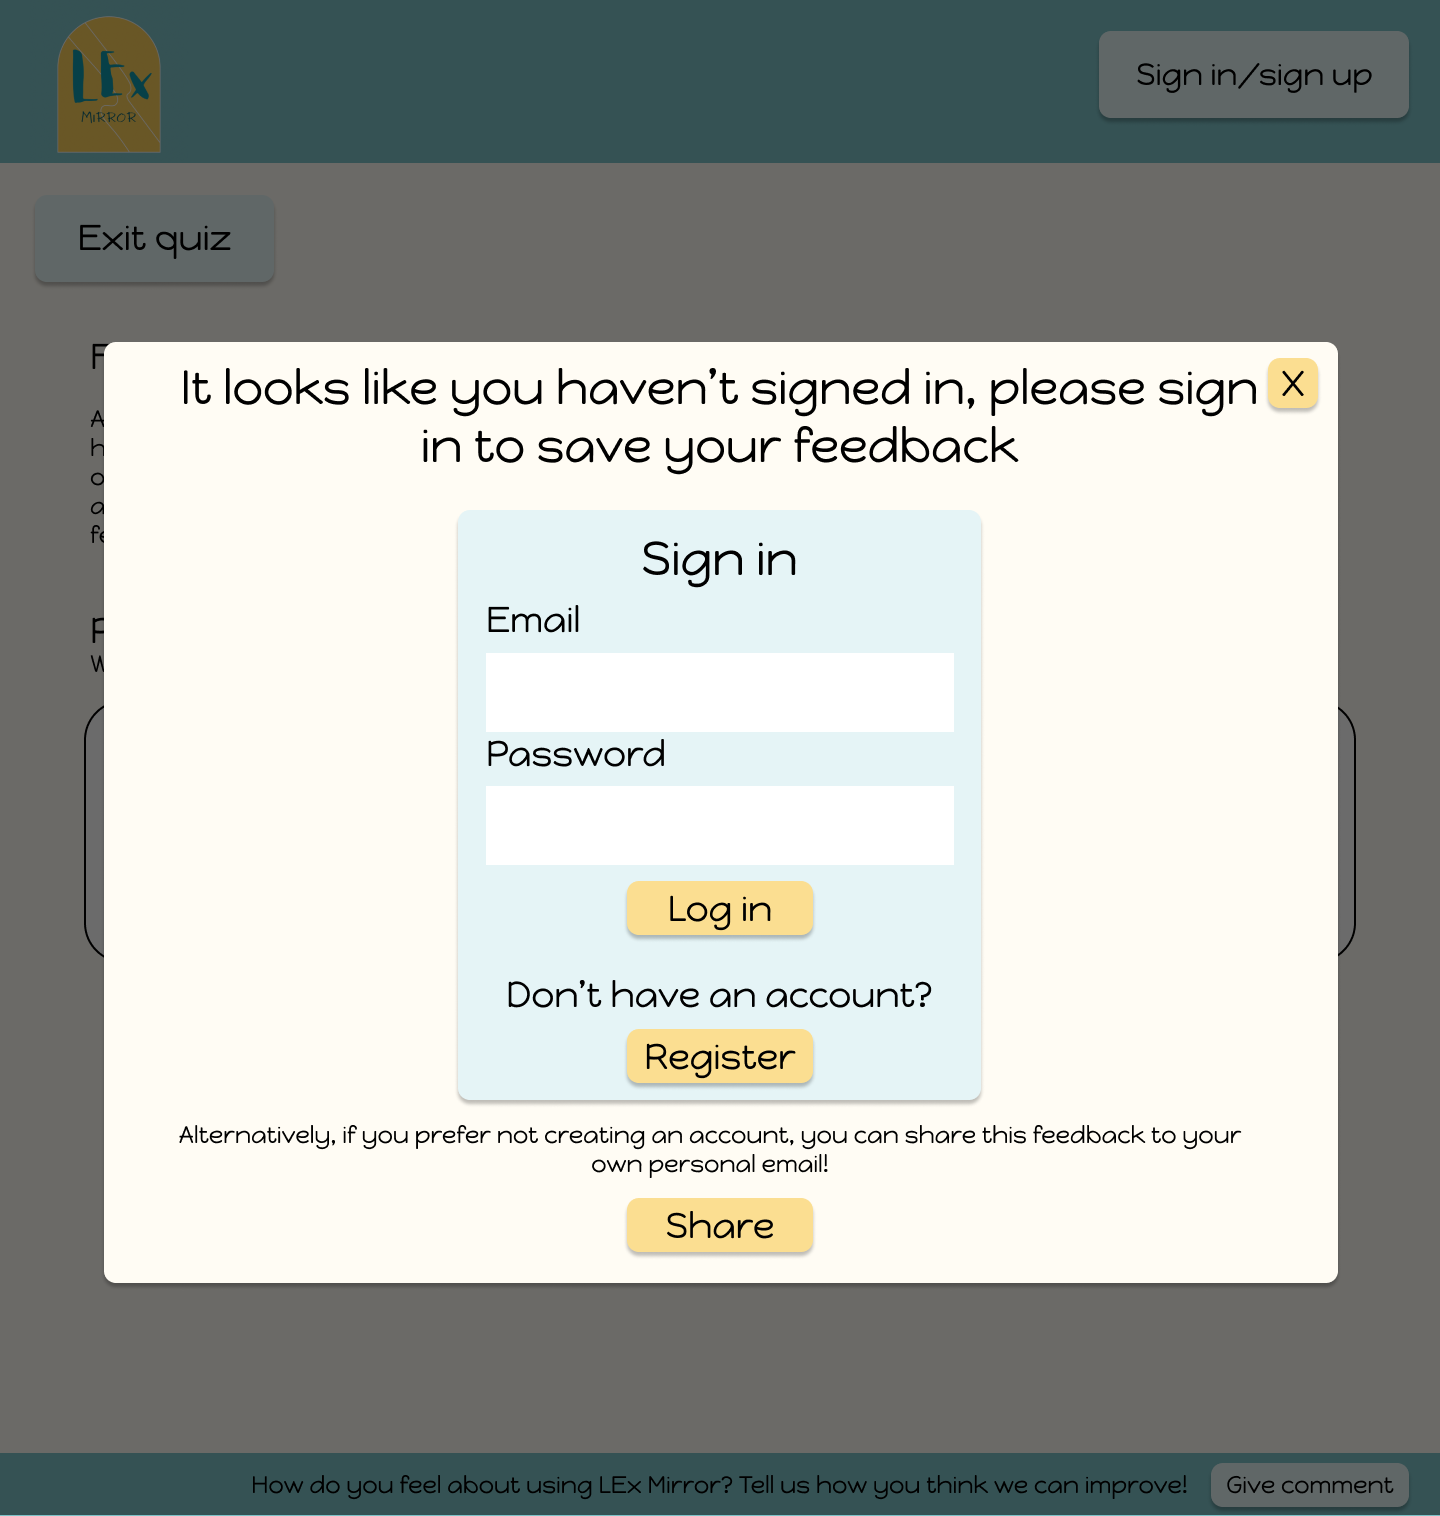 LEx
MIRROR
Sign in/sign up
Exit quiz
It looks like you haven't signed in, please sign
X
in to save your feedback
Sign in
Email
Password
Log in
Don't have an account?
Register
Alternatively, if you prefer not creating an account, you can share this feedback to your
own personal email!
Share
How do you feel about using LEx Mirror? Tell us how you think we can improve!
Give comment